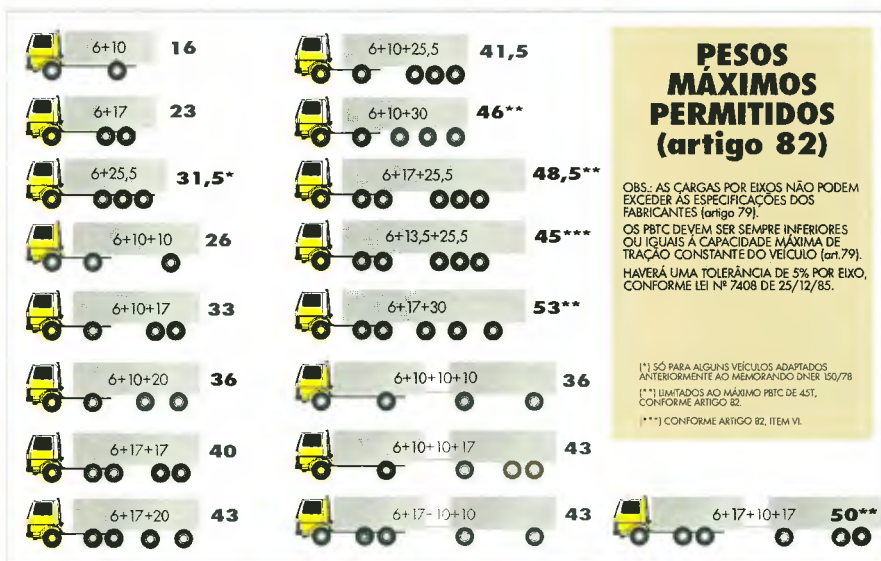 6+10 16
6+17 23
6+25,5 31,5*
6+10+10 26
6+10+17 33
6+10+20 36
6+17+17 40
6+17+20 43
6+10+25,5 41,5
6+10+30 46**
6+17+25,5 48,5**
6+13,5+25,5 45***
6+17+30 53**
6+10+10+10 36
6+10+10+17 43
6+17+10+10 43
PESOS
MÁXIMOS
PERMITIDOS
(artigo 82)
OBS.: AS CARGAS POR EIXOS NÃO PODEM
EXCEDER ÀS ESPECIFICAÇÕES DOS
FABRICANTES (artigo 79).
OS PBTC DEVEM SER SEMPRE INFERIORES
OU IGUAIS À CAPACIDADE MÁXIMA DE
TRAÇÃO CONSTANTE DO VEÍCULO (art.79).
HAVERÁ UMA TOLERÂNCIA DE 5% POR EIXO,
CONFORME LEI Nº 7408 DE 25/12/85.
(*) SÓ PARA ALGUNS VEÍCULOS ADAPTADOS
ANTERIORMENTE AO MEMORANDO DNER 150/78
(**) LIMITADOS AO MÁXIMO PBTC DE 45T,
CONFORME ARTIGO 82.
(***) CONFORME ARTIGO 82, ITEM VI.
6+17+10+17 50**